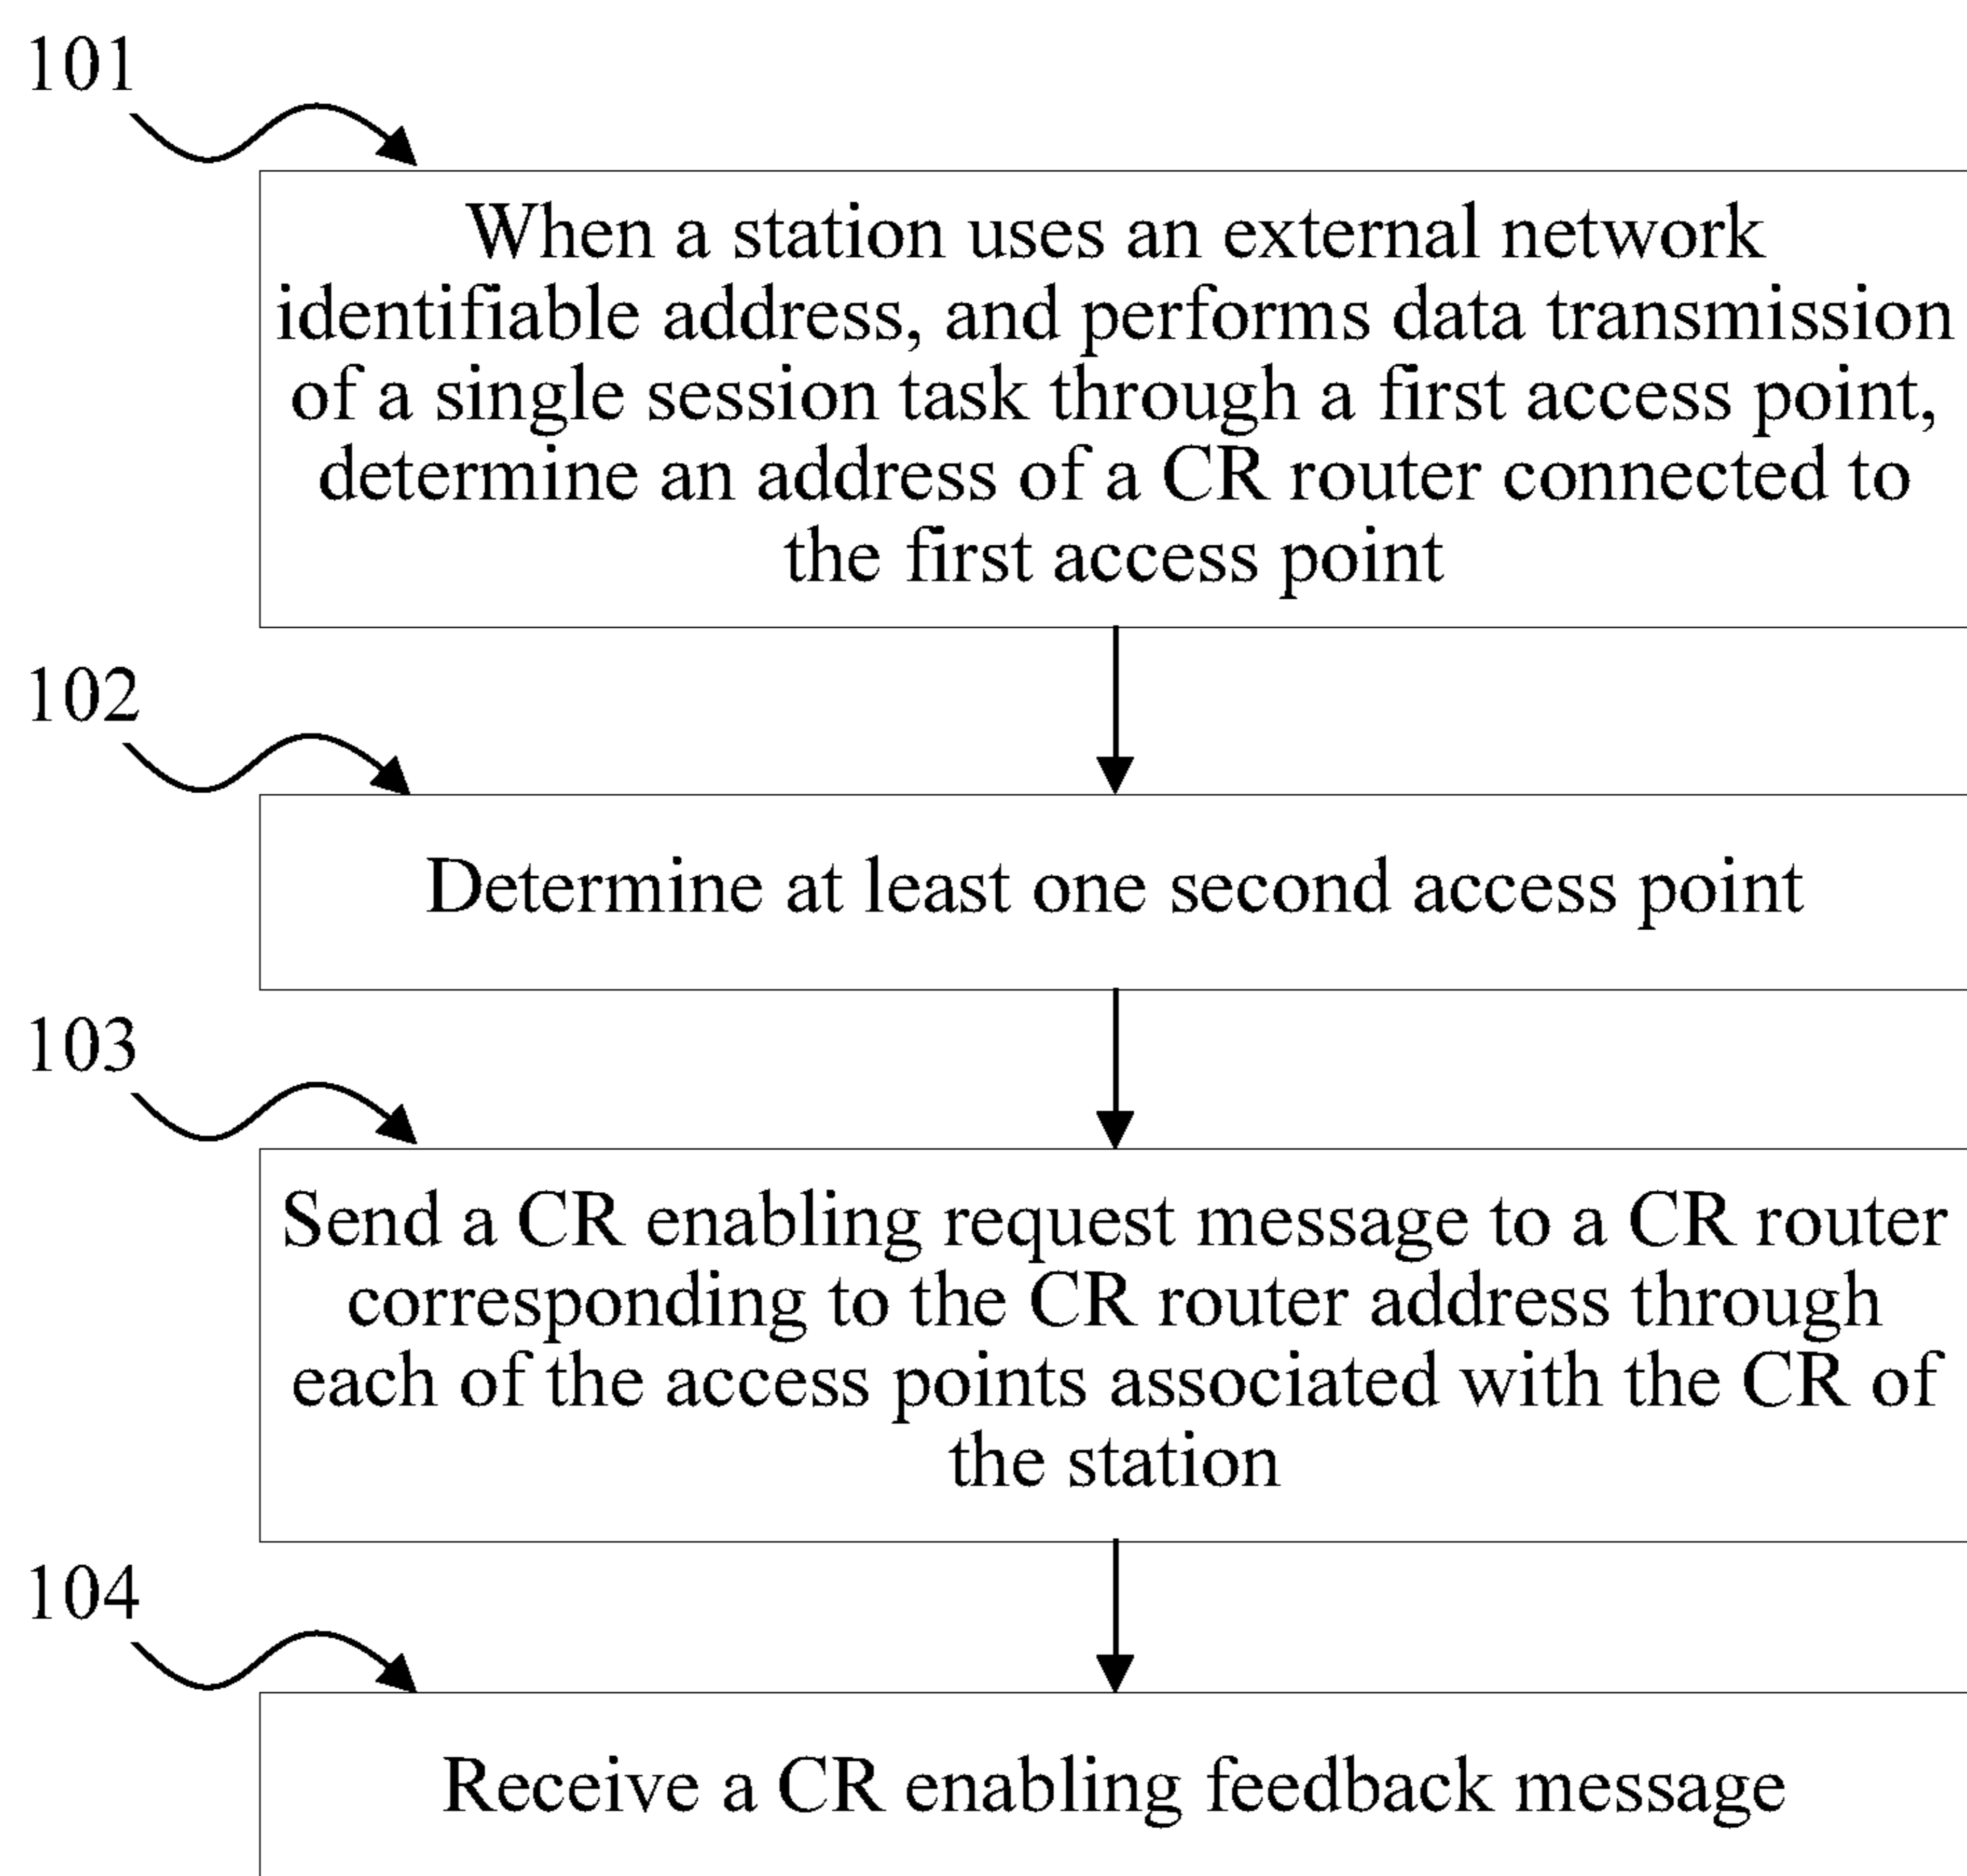 101
When a station uses an external network
identifiable address, and performs data transmission
of a single session task through a first access point,
determine an address of a CR router connected to
the first access point
102
Determine at least one second access point
103
Send a CR enabling request message to a CR router
corresponding to the CR router address through
each of the access points associated with the CR of
the station
104
Receive a CR enabling feedback message